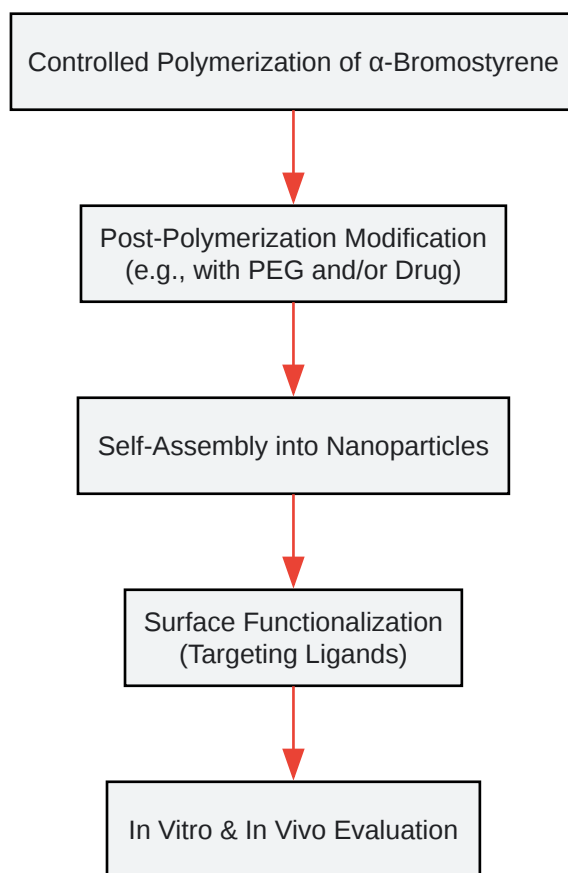 Controlled Polymerization of α-Bromostyrene
Post-Polymerization Modification
(e.g., with PEG and/or Drug)
Self-Assembly into Nanoparticles
Surface Functionalization
(Targeting Ligands)
In Vitro & In Vivo Evaluation